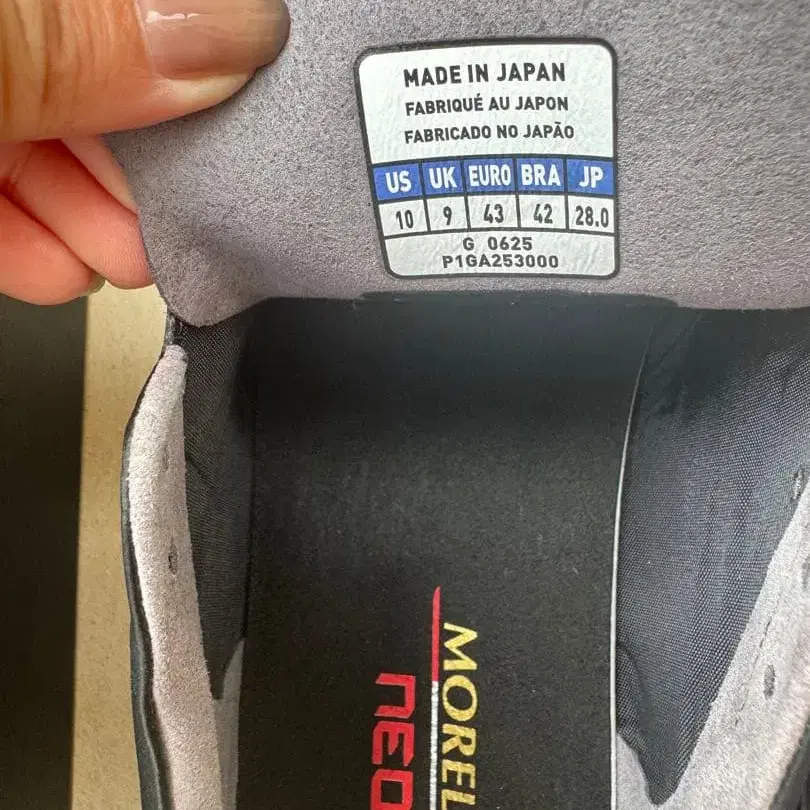 MADE IN JAPAN
FABRIQUÉ AU JAPON
FABRICADO NO JAPÃO
US UK EURO BRA JP
10 9 43 42 28.0
G 0625
P1GA253000
MOREL
NEO